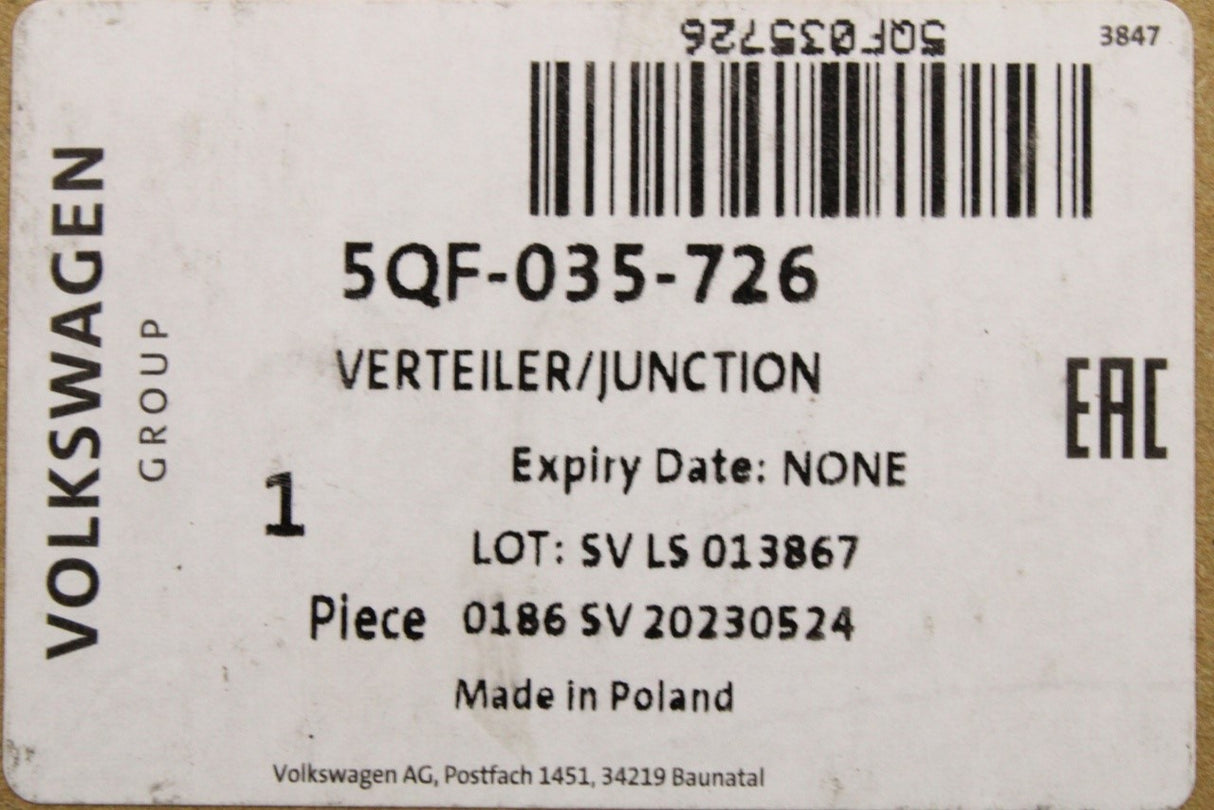 5QF035726
3847
VOLKSWAGEN
GROUP
5QF-035-726
VERTEILER/JUNCTION
EAC
Expiry Date: NONE
1
LOT: SV LS 013867
Piece 0186 SV 20230524
Made in Poland
Volkswagen AG, Postfach 1451, 34219 Baunatal